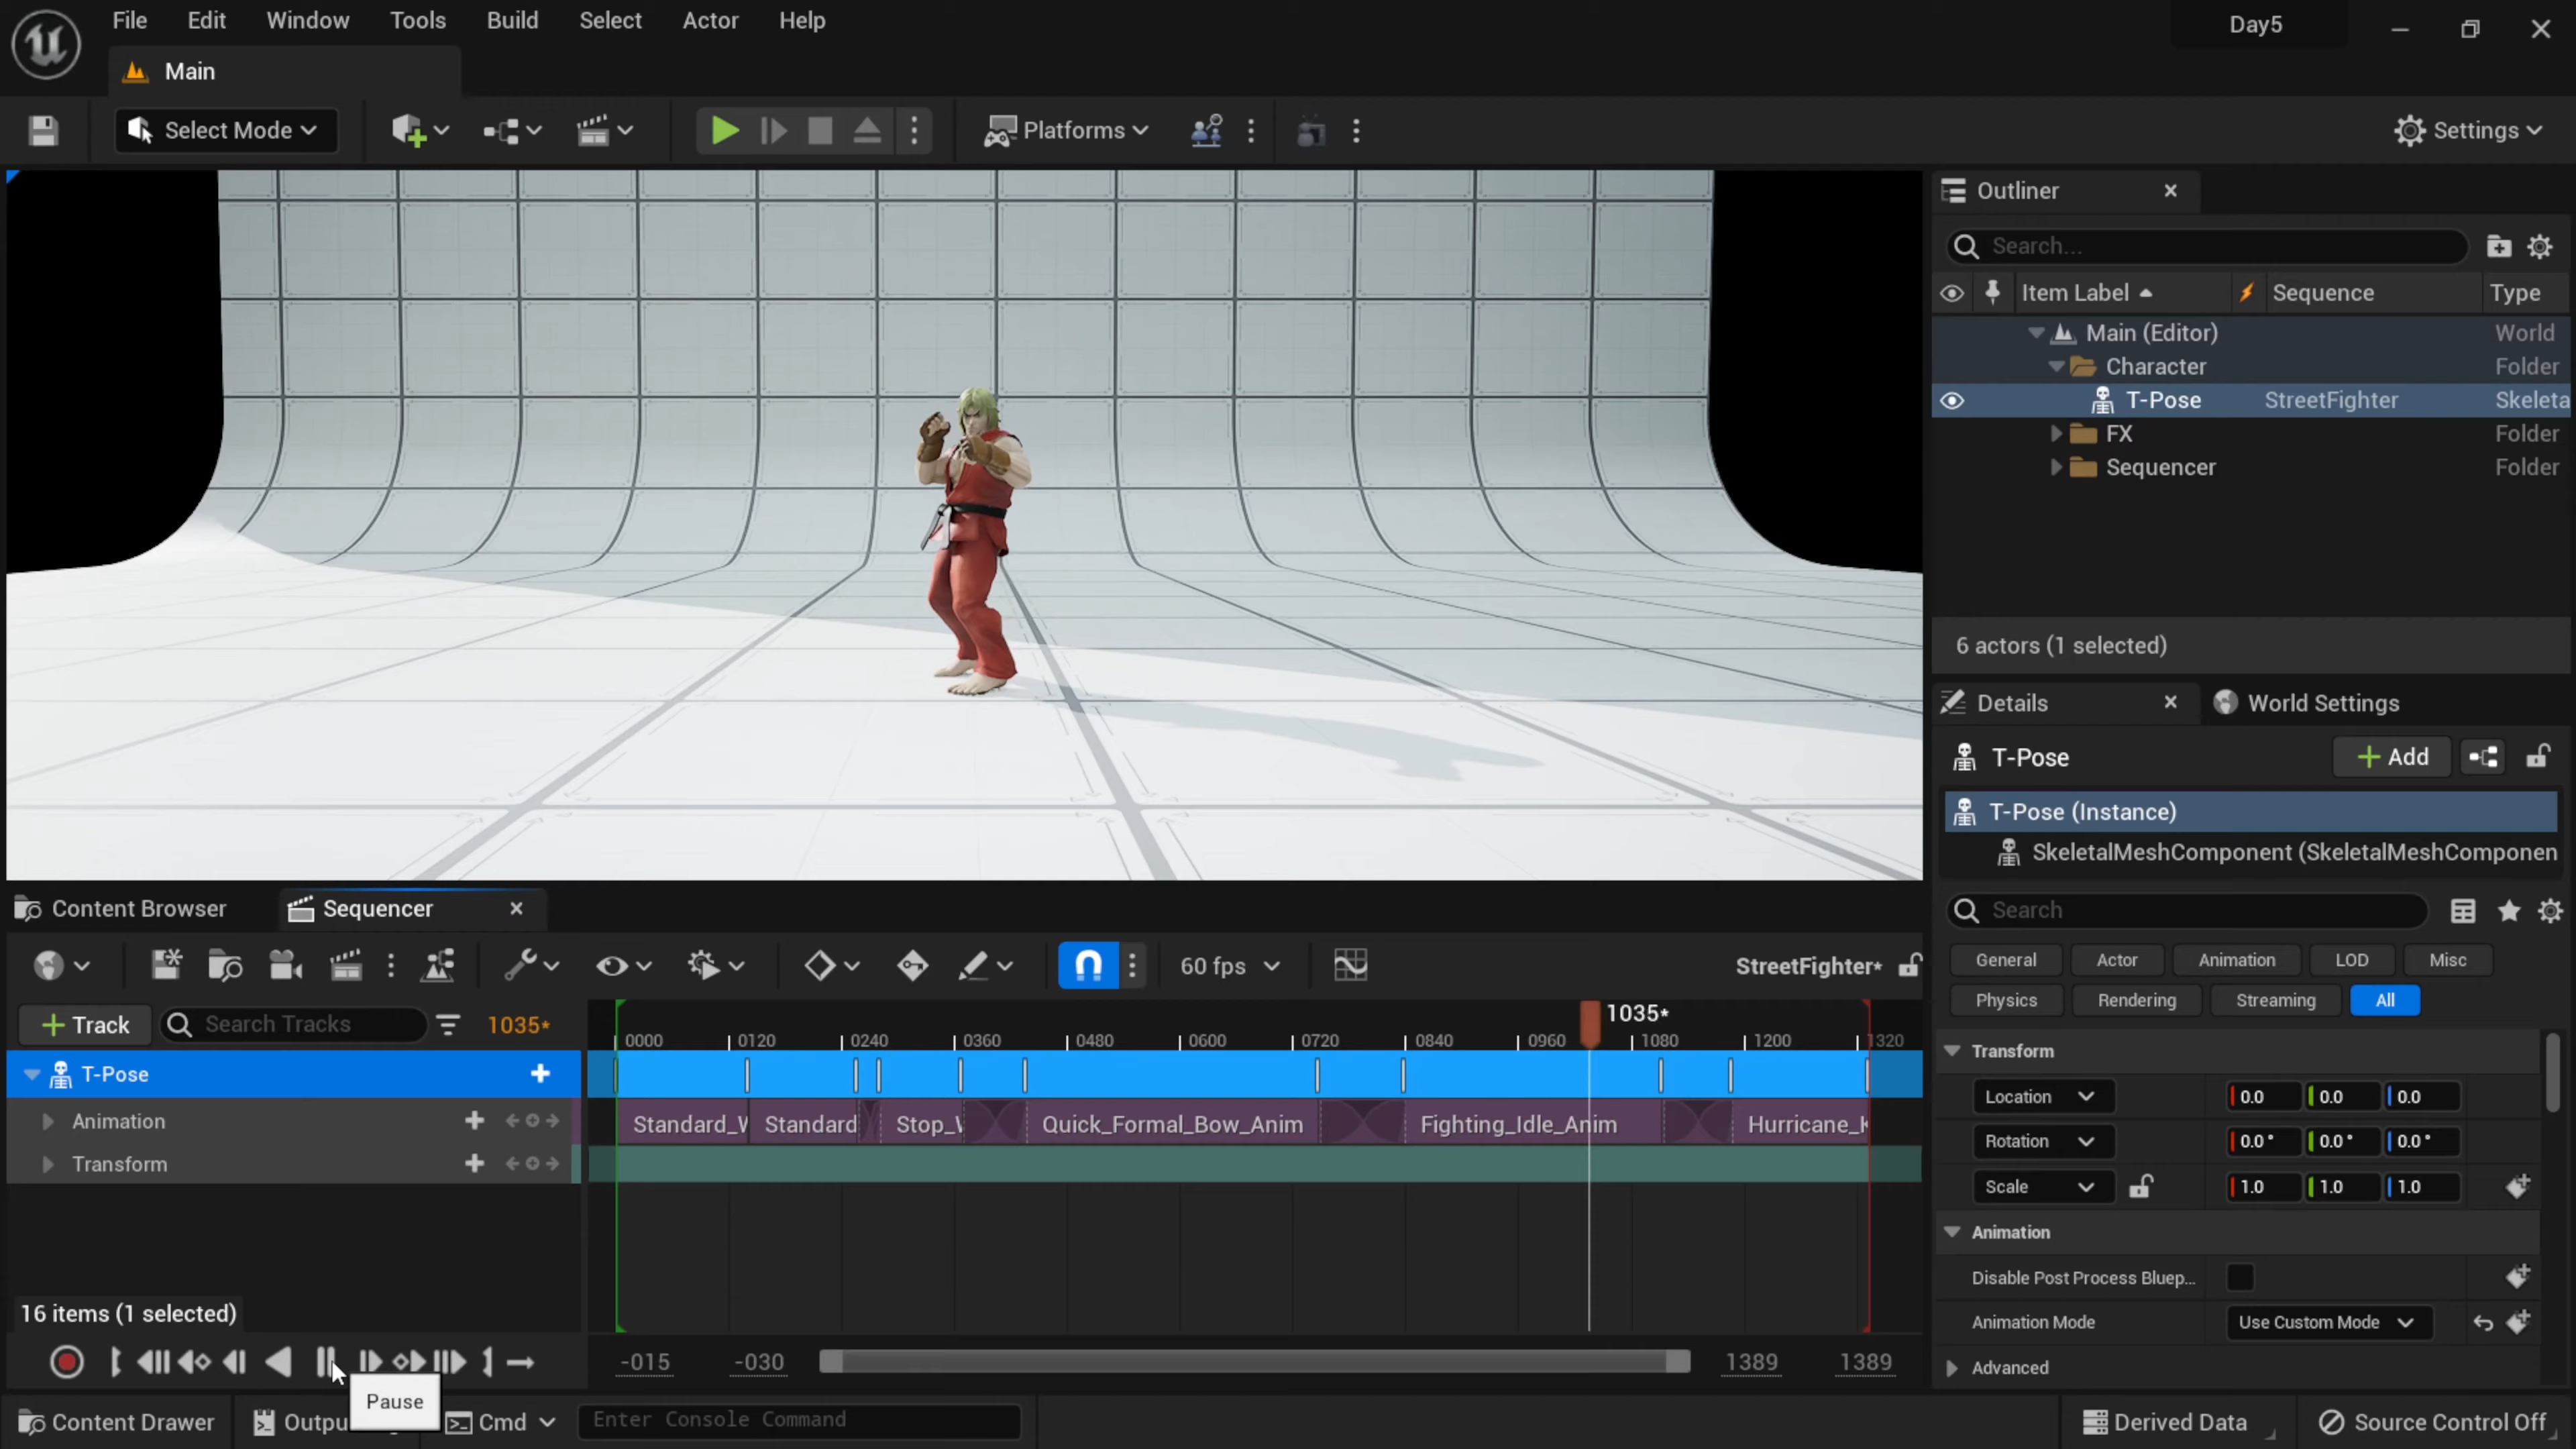 File Edit Window Tools Build Select Actor Help
Day5
Main
Select Mode
Platforms
Settings
Outliner
Search...
Item Label Sequence Type
Main (Editor) World
Character Folder
T-Pose StreetFighter Skeleta
FX Folder
Sequencer Folder
6 actors (1 selected)
Details World Settings
T-Pose Add
T-Pose (Instance)
SkeletalMeshComponent (SkeletalMeshComponen
Search
General Actor Animation LOD Misc
Physics Rendering Streaming All
Transform
Location 0.0 0.0 0.0
Rotation 0.0° 0.0° 0.0°
Scale 1.0 1.0 1.0
Animation
Disable Post Process Bluep...
Animation Mode Use Custom Mode
Advanced
Content Browser Sequencer
60 fps StreetFighter*
Track Search Tracks 1035*
1035*
0000 0120 0240 0360 0480 0600 0720 0840 0960 1080 1200 1320
T-Pose
Animation
Standard_W Standard Stop_W Quick_Formal_Bow_Anim Fighting_Idle_Anim Hurricane_K
Transform
16 items (1 selected)
-015 -030 1389 1389
Pause
Content Drawer Outpu Cmd Enter Console Command Derived Data Source Control Off